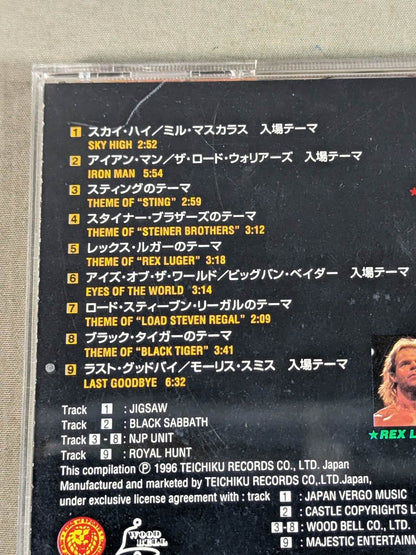 1 スカイ・ハイ／ミル・マスカラス 入場テーマ
SKY HIGH 2:52
2 アイアン・マン／ザ・ロード・ウォリアーズ 入場テーマ
IRON MAN 5:54
3 スティングのテーマ
THEME OF "STING" 2:59
4 スタイナー・ブラザーズのテーマ
THEME OF "STEINER BROTHERS" 3:12
5 レックス・ルガーのテーマ
THEME OF "REX LUGER" 3:18
6 アイズ・オブ・ザ・ワールド／ビッグバン・ベイダー 入場テーマ
EYES OF THE WORLD 3:14
7 ロード・スティーブン・リーガルのテーマ
THEME OF "LOAD STEVEN REGAL" 2:09
8 ブラック・タイガーのテーマ
THEME OF "BLACK TIGER" 3:41
9 ラスト・グッドバイ／モーリス・スミス 入場テーマ
LAST GOODBYE 6:32
★REX L
Track 1 : JIGSAW
Track 2 : BLACK SABBATH
Track 3-8 : NJP UNIT
Track 9 : ROYAL HUNT
This compilation ℗ 1996 TEICHIKU RECORDS CO., LTD. Japan
Manufactured and marketed by TEICHIKU RECORDS CO., LTD.Japan,
under exclusive license agreement with : track 1 : JAPAN VERGO MUSIC
2 : CASTLE COPYRIGHTS L
3-8 : WOOD BELL CO., LTD.
9 : MAJESTIC ENTERTAIN
WOOD BELL